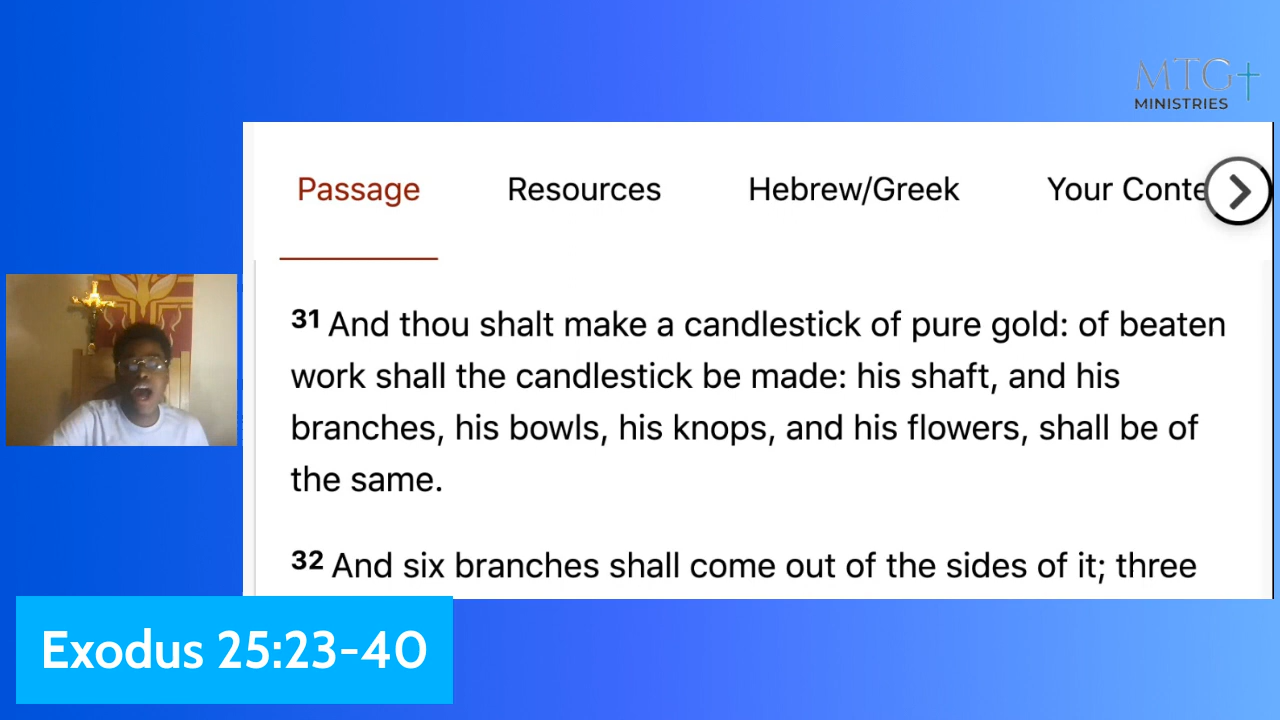 MTG
MINISTRIES
Passage Resources Hebrew/Greek Your Conte
31 And thou shalt make a candlestick of pure gold: of beaten
work shall the candlestick be made: his shaft, and his
branches, his bowls, his knops, and his flowers, shall be of
the same.
32 And six branches shall come out of the sides of it; three
Exodus 25:23-40